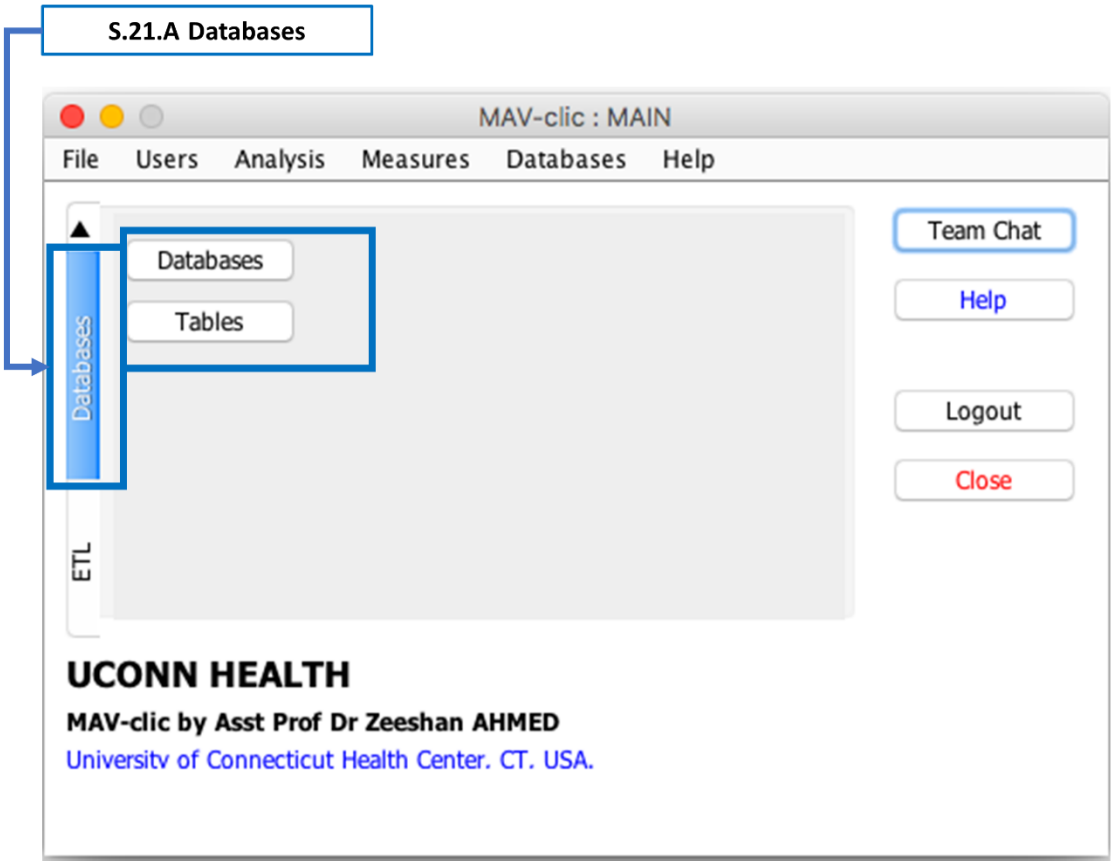 S.21.A Databases
MAV-clic : MAIN
File Users Analysis Measures Databases Help
Databases
Tables
Databases
ETL
Team Chat
Help
Logout
Close
UCONN HEALTH
MAV-clic by Asst Prof Dr Zeeshan AHMED
University of Connecticut Health Center. CT. USA.